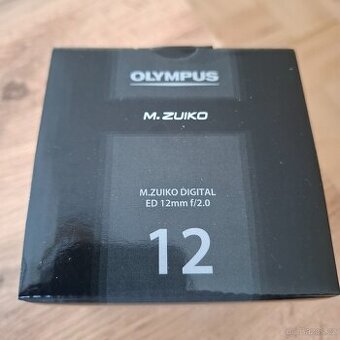 OLYMPUS
M.ZUIKO
M.ZUIKO DIGITAL
ED 12mm f/2.0
12